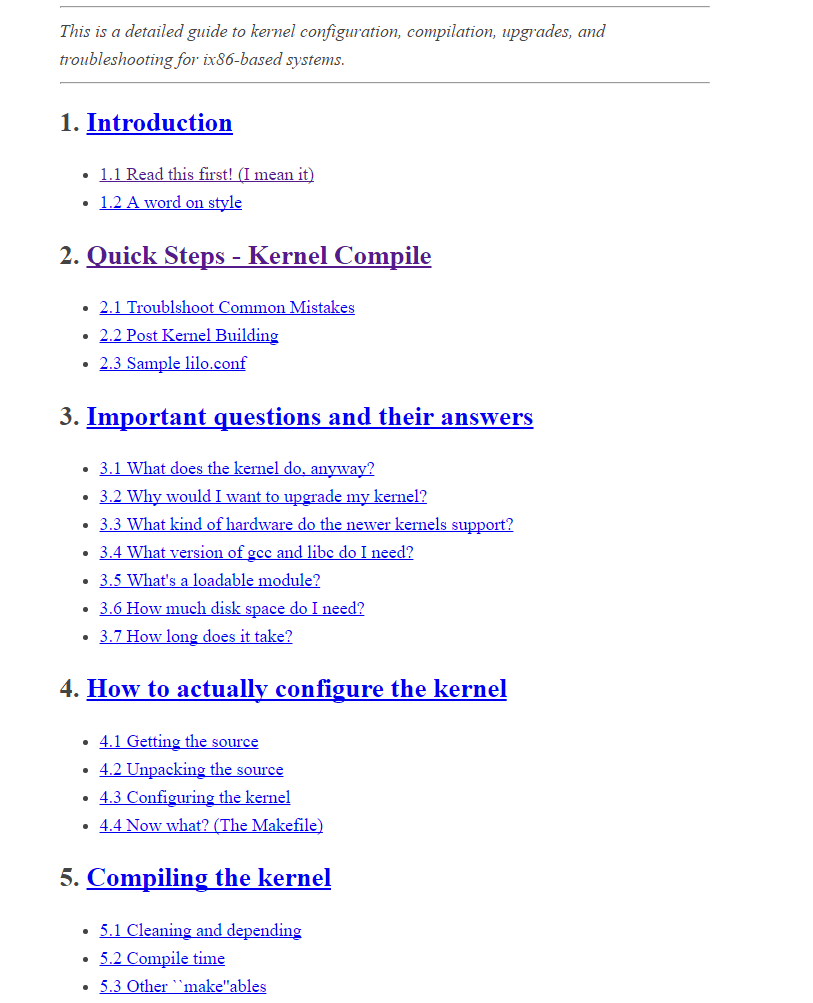 This is a detailed guide to kernel configuration, compilation, upgrades, and
troubleshooting for ix86-based systems.
1. Introduction
1.1 Read this first! (I mean it)
1.2 A word on style
2. Quick Steps - Kernel Compile
2.1 Troublshoot Common Mistakes
2.2 Post Kernel Building
2.3 Sample lilo.conf
3. Important questions and their answers
3.1 What does the kernel do, anyway?
3.2 Why would I want to upgrade my kernel?
3.3 What kind of hardware do the newer kernels support?
3.4 What version of gcc and libc do I need?
3.5 What's a loadable module?
3.6 How much disk space do I need?
3.7 How long does it take?
4. How to actually configure the kernel
4.1 Getting the source
4.2 Unpacking the source
4.3 Configuring the kernel
4.4 Now what? (The Makefile)
5. Compiling the kernel
5.1 Cleaning and depending
5.2 Compile time
5.3 Other ``make''ables